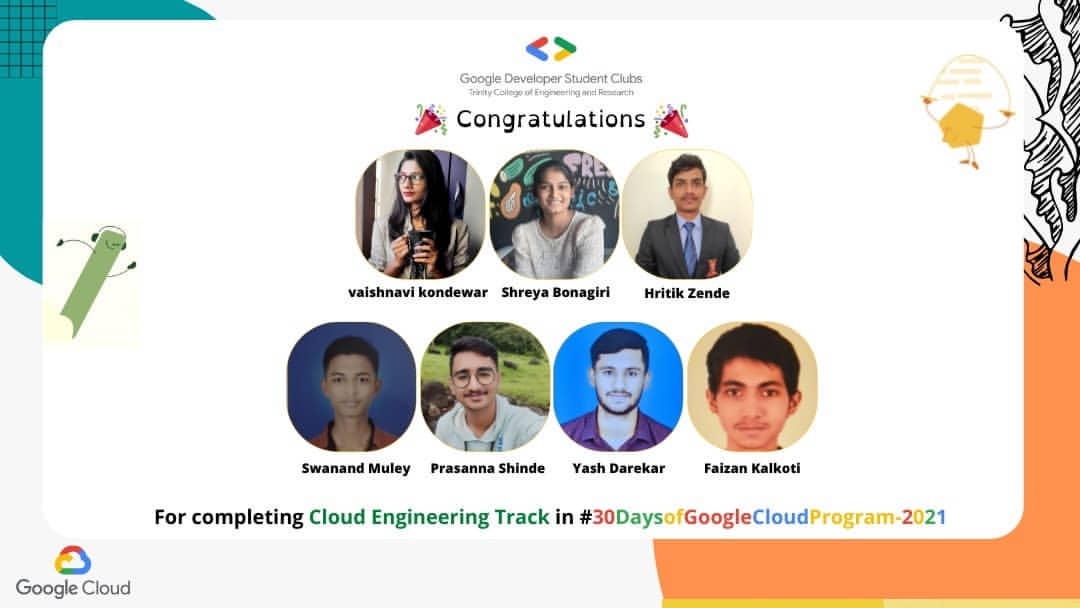 Google Developer Student Clubs
Trinity College of Engineering and Research
Congratulations
FRE
vaishnavi kondewar Shreya Bonagiri Hritik Zende
Swanand Muley Prasanna Shinde Yash Darekar Faizan Kalkoti
For completing Cloud Engineering Track in #30DaysofGoogleCloudProgram-2021
Google Cloud